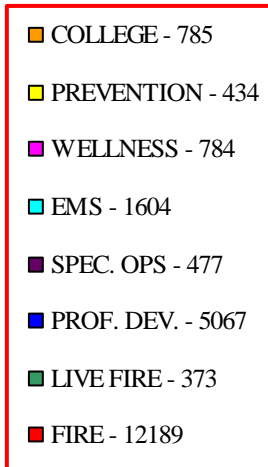 COLLEGE - 785
PREVENTION - 434
WELLNESS - 784
EMS - 1604
SPEC. OPS - 477
PROF. DEV. - 5067
LIVE FIRE - 373
FIRE - 12189